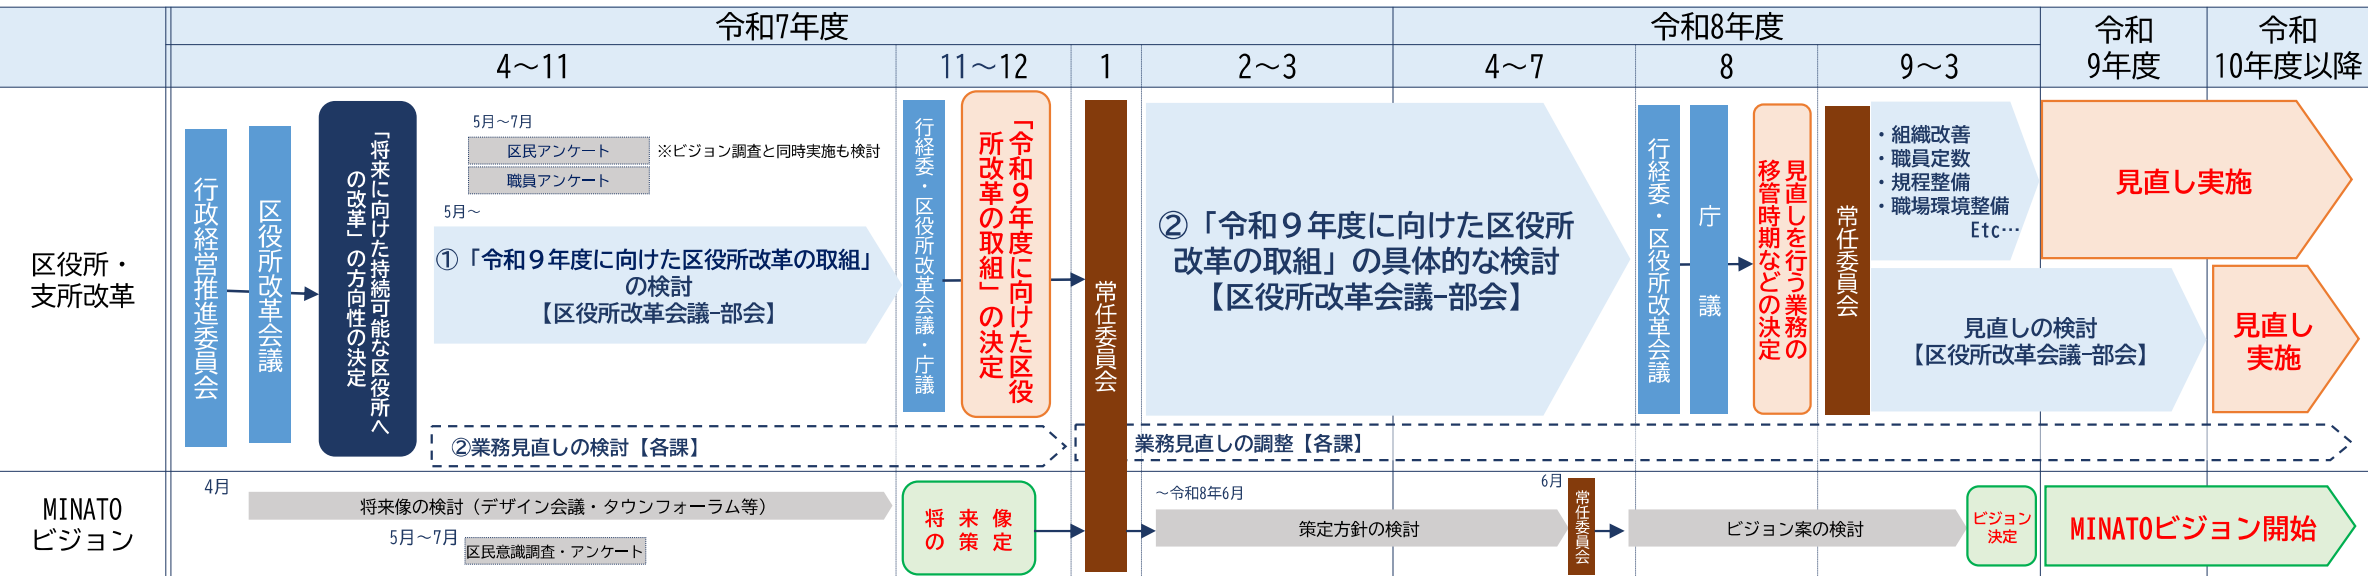 令和7年度
令和8年度
令和
9年度
令和
10年度以降
4～11
11～12
1
2～3
4～7
8
9～3
区役所・
支所改革
行政経営推進委員会
区役所改革会議
「将来に向けた持続可能な区役所へ
の改革」の方向性の決定
5月～7月
区民アンケート
※ビジョン調査と同時実施も検討
職員アンケート
5月～
①「令和９年度に向けた区役所改革の取組」
の検討
【区役所改革会議−部会】
行経委・区役所改革会議・庁議
「令和９年度に向けた区役
所改革の取組」の決定
常任委員会
②「令和９年度に向けた区役所
改革の取組」の具体的な検討
【区役所改革会議−部会】
行経委・区役所改革会議
庁議
見直しを行う業務の
移管時期などの決定
常任委員会
・組織改善
・職員定数
・規程整備
・職場環境整備
Etc…
見直し実施
見直しの検討
【区役所改革会議−部会】
見直し
実施
②業務見直しの検討【各課】
業務見直しの調整【各課】
MINATO
ビジョン
4月
将来像の検討（デザイン会議・タウンフォーラム等）
5月～7月
区民意識調査・アンケート
将来像
の策定
～令和8年6月
策定方針の検討
6月
常任委員会
ビジョン案の検討
ビジョン
決定
MINATOビジョン開始